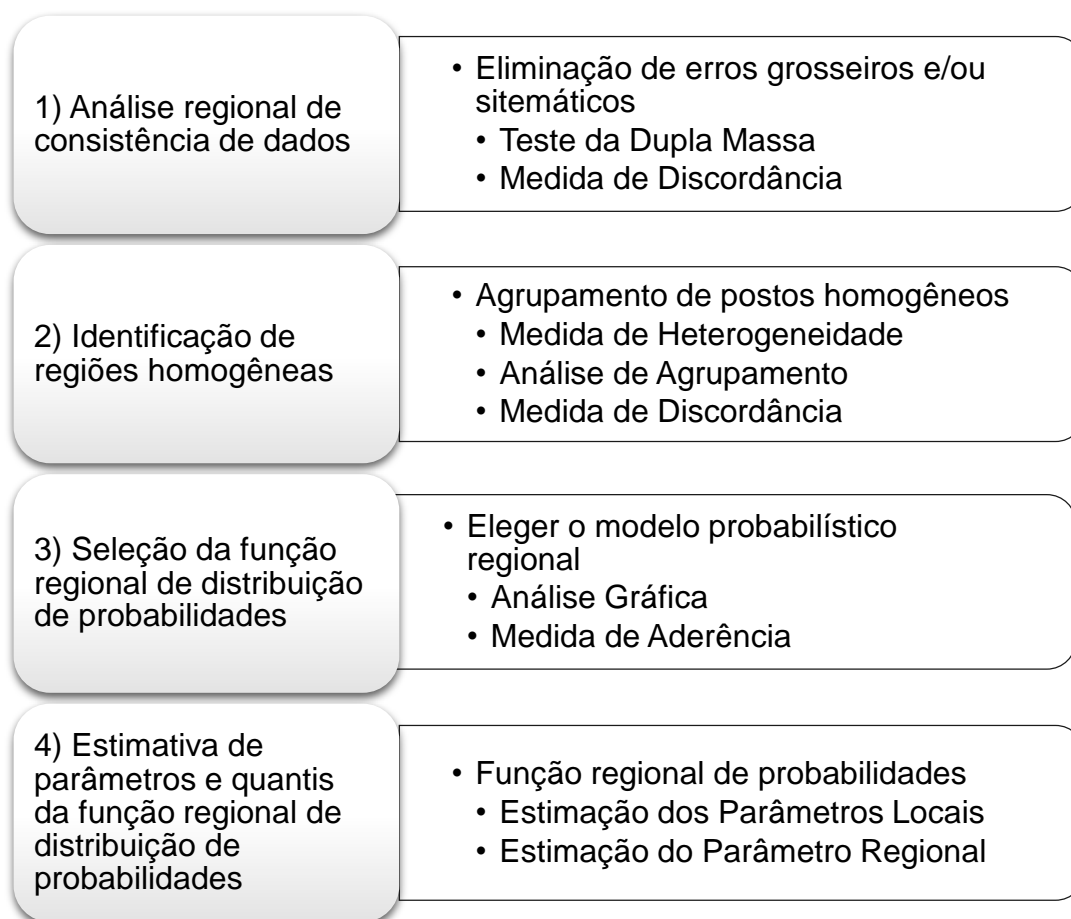 1) Análise regional de
consistência de dados
• Eliminação de erros grosseiros e/ou
sitemáticos
• Teste da Dupla Massa
• Medida de Discordância
2) Identificação de
regiões homogêneas
• Agrupamento de postos homogêneos
• Medida de Heterogeneidade
• Análise de Agrupamento
• Medida de Discordância
3) Seleção da função
regional de distribuição
de probabilidades
• Eleger o modelo probabilístico
regional
• Análise Gráfica
• Medida de Aderência
4) Estimativa de
parâmetros e quantis
da função regional de
distribuição de
probabilidades
• Função regional de probabilidades
• Estimação dos Parâmetros Locais
• Estimação do Parâmetro Regional